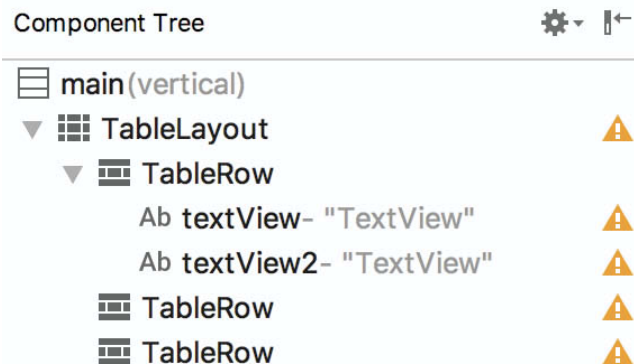 Component Tree
main (vertical)
TableLayout
TableRow
Ab textView- "TextView"
Ab textView2- "TextView"
TableRow
TableRow